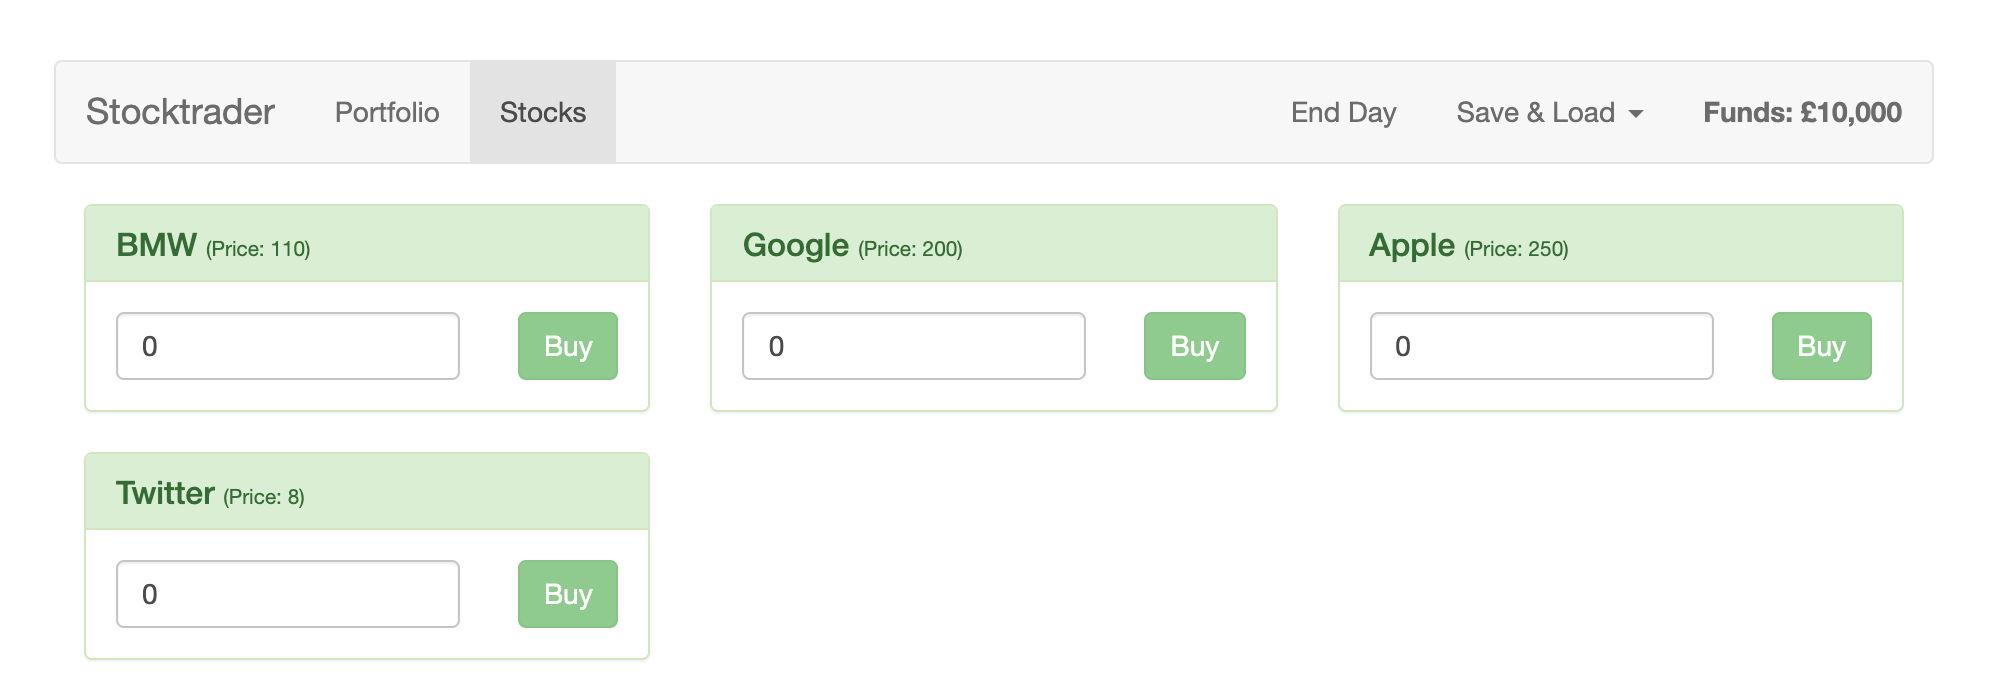 Stocktrader Portfolio Stocks End Day Save & Load Funds: £10,000
BMW (Price: 110)
0 Buy
Google (Price: 200)
0 Buy
Apple (Price: 250)
0 Buy
Twitter (Price: 8)
0 Buy